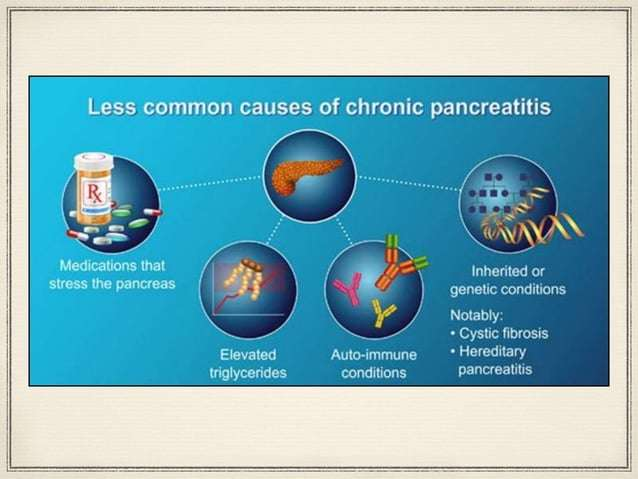 Less common causes of chronic pancreatitis
Rx
Medications that
stress the pancreas
Elevated
triglycerides
Auto-immune
conditions
Inherited or
genetic conditions
Notably:
• Cystic fibrosis
• Hereditary
pancreatitis